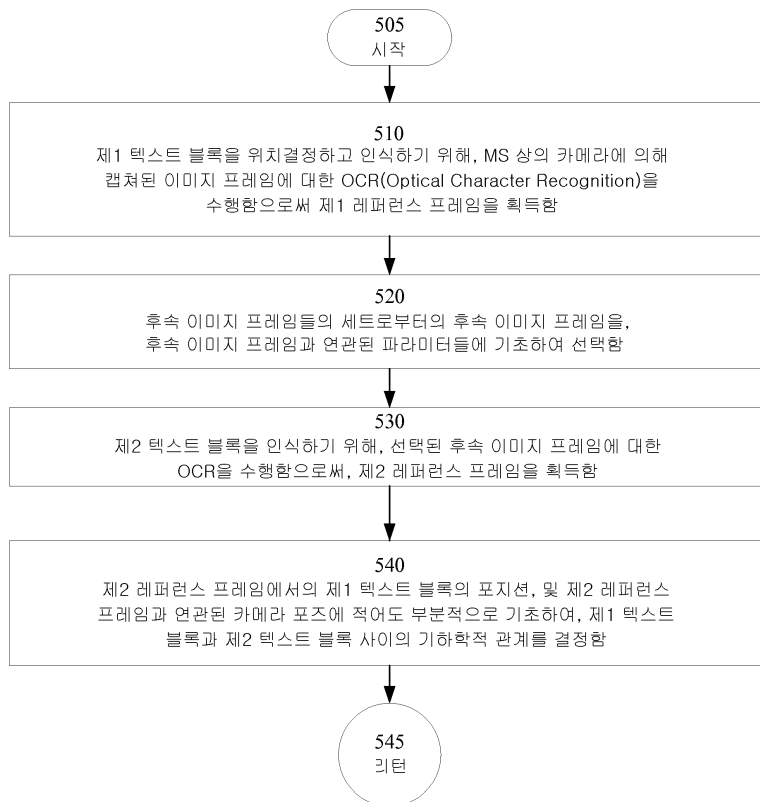 505
시작
510
제1 텍스트 블록을 위치결정하고 인식하기 위해, MS 상의 카메라에 의해
캡쳐된 이미지 프레임에 대한 OCR(Optical Character Recognition)을
수행함으로써 제1 레퍼런스 프레임을 획득함
520
후속 이미지 프레임들의 세트로부터의 후속 이미지 프레임을,
후속 이미지 프레임과 연관된 파라미터들에 기초하여 선택함
530
제2 텍스트 블록을 인식하기 위해, 선택된 후속 이미지 프레임에 대한
OCR을 수행함으로써, 제2 레퍼런스 프레임을 획득함
540
제2 레퍼런스 프레임에서의 제1 텍스트 블록의 포지션, 및 제2 레퍼런스
프레임과 연관된 카메라 포즈에 적어도 부분적으로 기초하여, 제1 텍스트
블록과 제2 텍스트 블록 사이의 기하학적 관계를 결정함
545
리턴